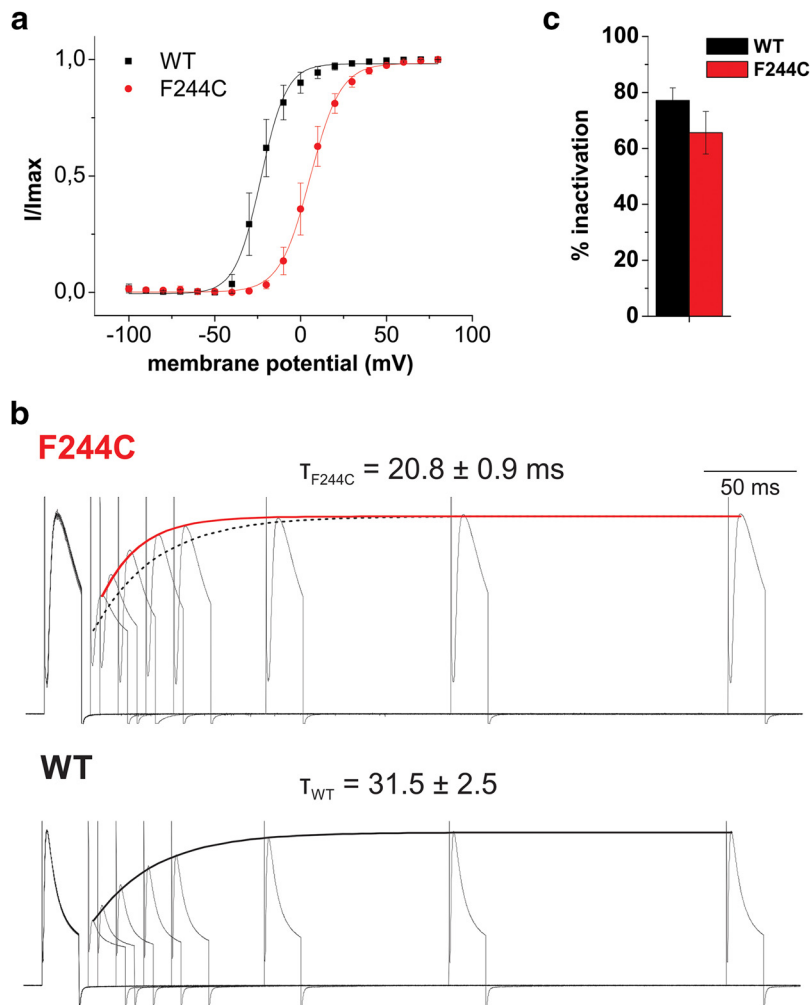 a
WT
F244C
1,0
0,5
0,0
I/Imax
-100
-50
0
50
100
membrane potential (mV)
c
WT
F244C
100
80
60
40
20
0
% inactivation
b
F244C
τF244C = 20.8 ± 0.9 ms
50 ms
WT
τWT = 31.5 ± 2.5